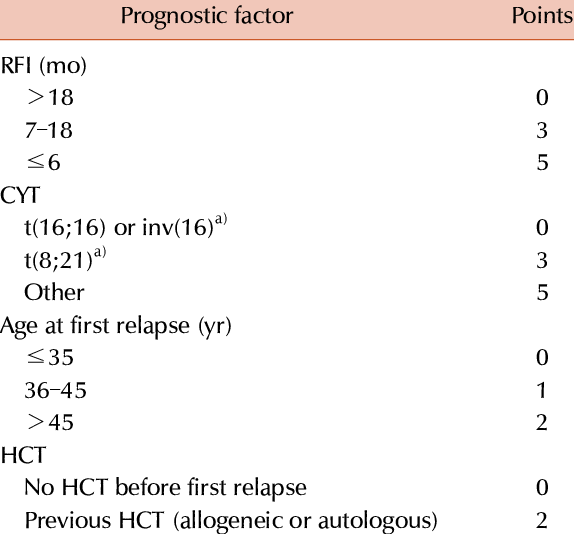 Prognostic factor Points
RFI (mo)
>18 0
7–18 3
≤6 5
CYT
t(16;16) or inv(16)a) 0
t(8;21)a) 3
Other 5
Age at first relapse (yr)
≤35 0
36–45 1
>45 2
HCT
No HCT before first relapse 0
Previous HCT (allogeneic or autologous) 2